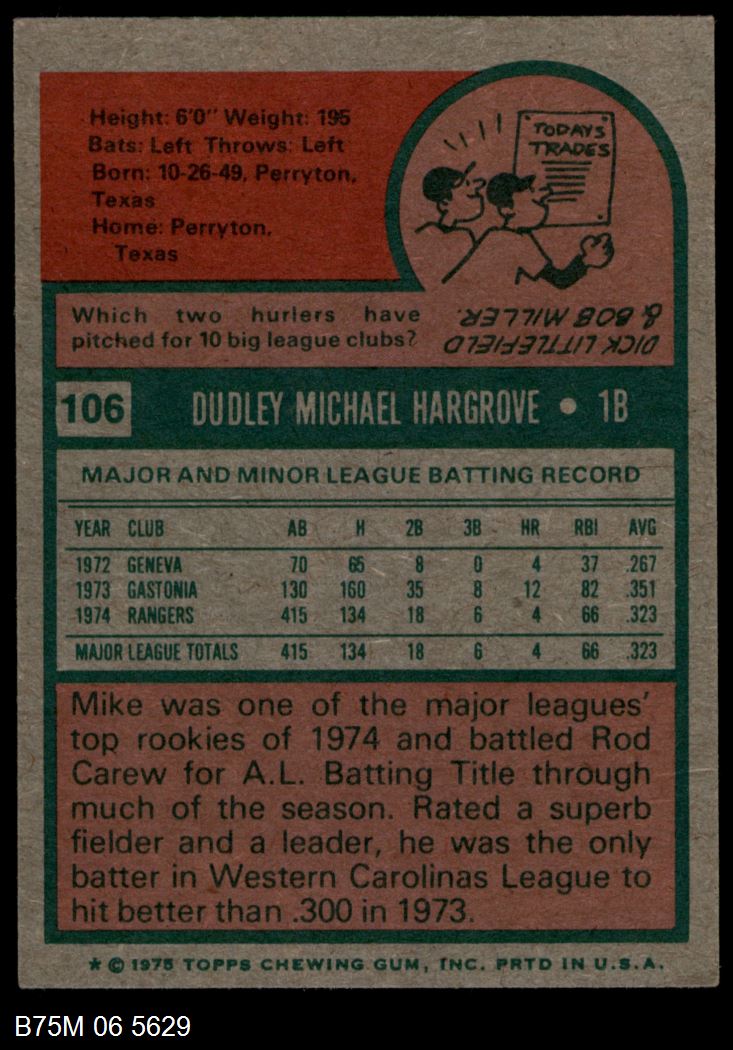 Height: 6'0" Weight: 195
Bats: Left Throws: Left
Born: 10-26-49, Perryton,
Texas
Home: Perryton,
Texas
TODAYS
TRADES
Which two hurlers have
pitched for 10 big league clubs?
DICK LITTLEFIELD
& BOB MILLER.
106 DUDLEY MICHAEL HARGROVE • 1B
MAJOR AND MINOR LEAGUE BATTING RECORD
YEAR CLUB AB H 2B 3B HR RBI AVG
1972 GENEVA 70 65 8 0 4 37 .267
1973 GASTONIA 130 160 35 8 12 82 .351
1974 RANGERS 415 134 18 6 4 66 .323
MAJOR LEAGUE TOTALS 415 134 18 6 4 66 .323
Mike was one of the major leagues'
top rookies of 1974 and battled Rod
Carew for A.L. Batting Title through
much of the season. Rated a superb
fielder and a leader, he was the only
batter in Western Carolinas League to
hit better than .300 in 1973.
* © 1975 TOPPS CHEWING GUM, INC. PRTD IN U.S.A.
B75M 06 5629